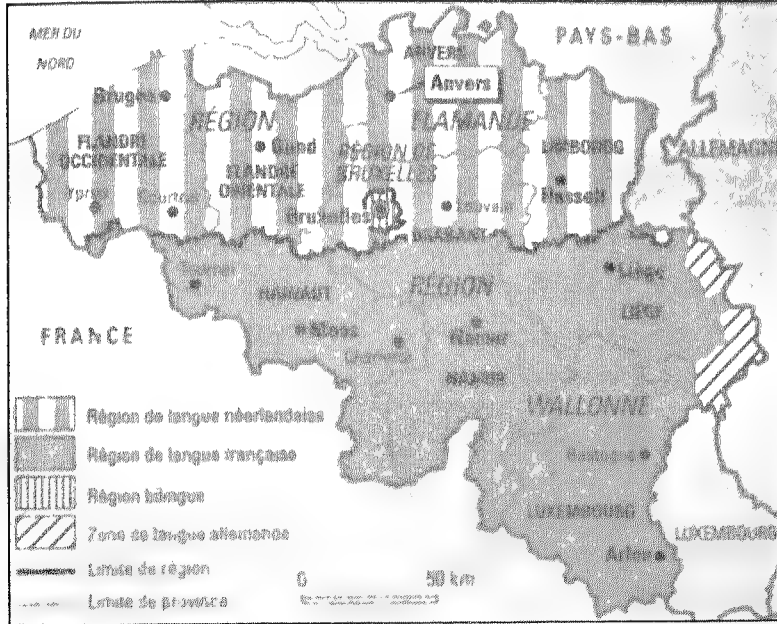 MER DU
NORD
PAYS-BAS
ANVERS
Anvers
Bruges
RÉGION
FLAMANDE
FLANDRE
OCCIDENTALE
Gand
RÉGION DE
BRUXELLES
LIMBOURG
ALLEMAGNE
FLANDRE
ORIENTALE
Ypres
Courtrai
Bruxelles
Louvain
Hasselt
BRABANT
Tournai
HAINAUT
RÉGION
Liège
LIÈGE
FRANCE
Mons
Charleroi
Namur
NAMUR
WALLONNE
Région de langue néerlandaise
Région de langue française
Bastogne
Région bilingue
LUXEMBOURG
Zone de langue allemande
LUXEMBOURG
Arlon
Limite de région
0 50 km
Limite de province